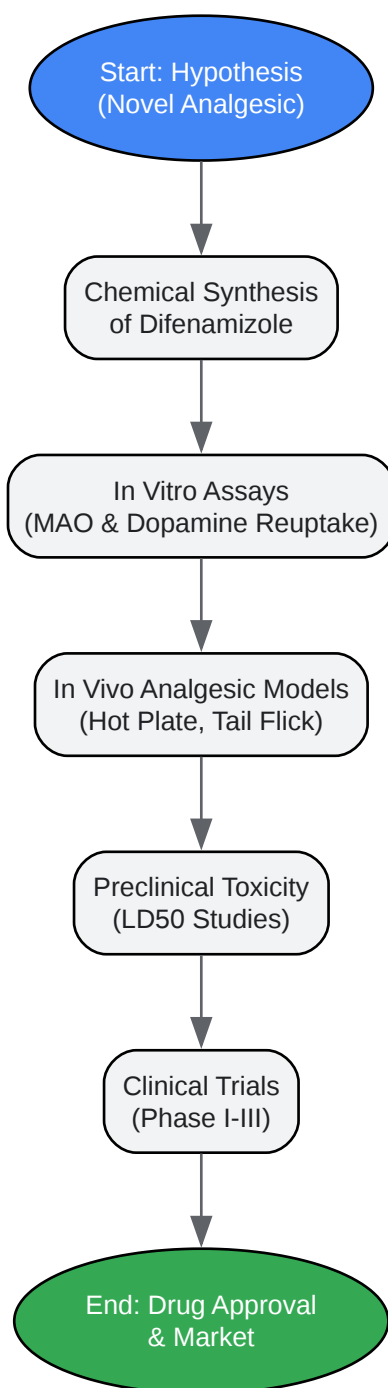 Start: Hypothesis
(Novel Analgesic)
Chemical Synthesis
of Difenamizole
In Vitro Assays
(MAO & Dopamine Reuptake)
In Vivo Analgesic Models
(Hot Plate, Tail Flick)
Preclinical Toxicity
(LD50 Studies)
Clinical Trials
(Phase I-III)
End: Drug Approval
& Market